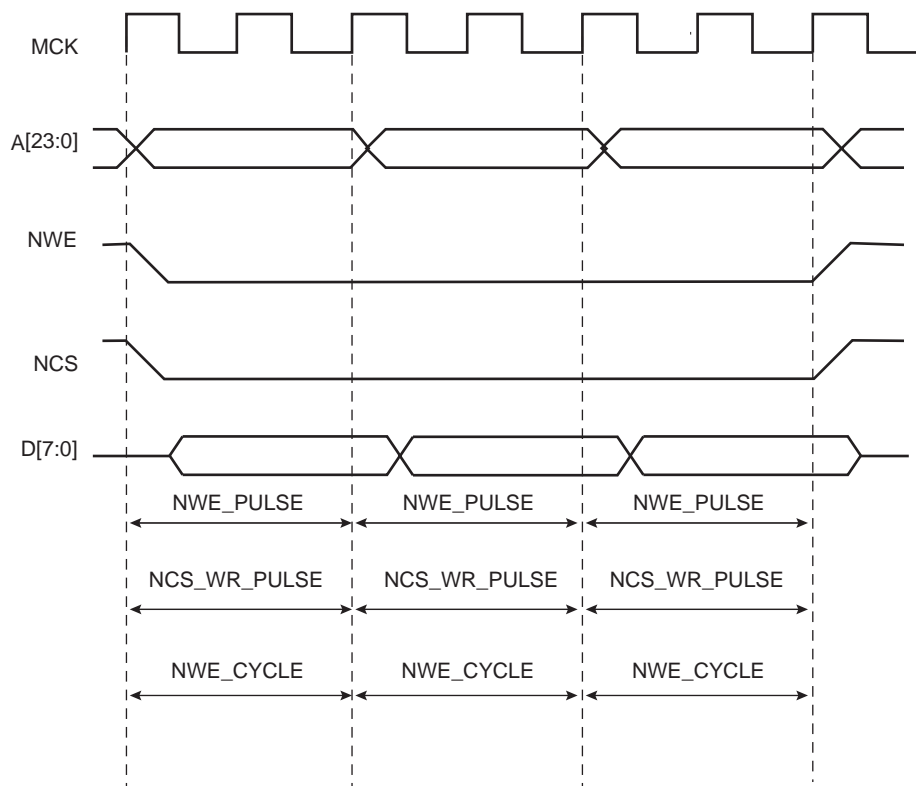 MCK
A[23:0]
NWE
NCS
D[7:0]
NWE_PULSE NWE_PULSE NWE_PULSE
NCS_WR_PULSE NCS_WR_PULSE NCS_WR_PULSE
NWE_CYCLE NWE_CYCLE NWE_CYCLE